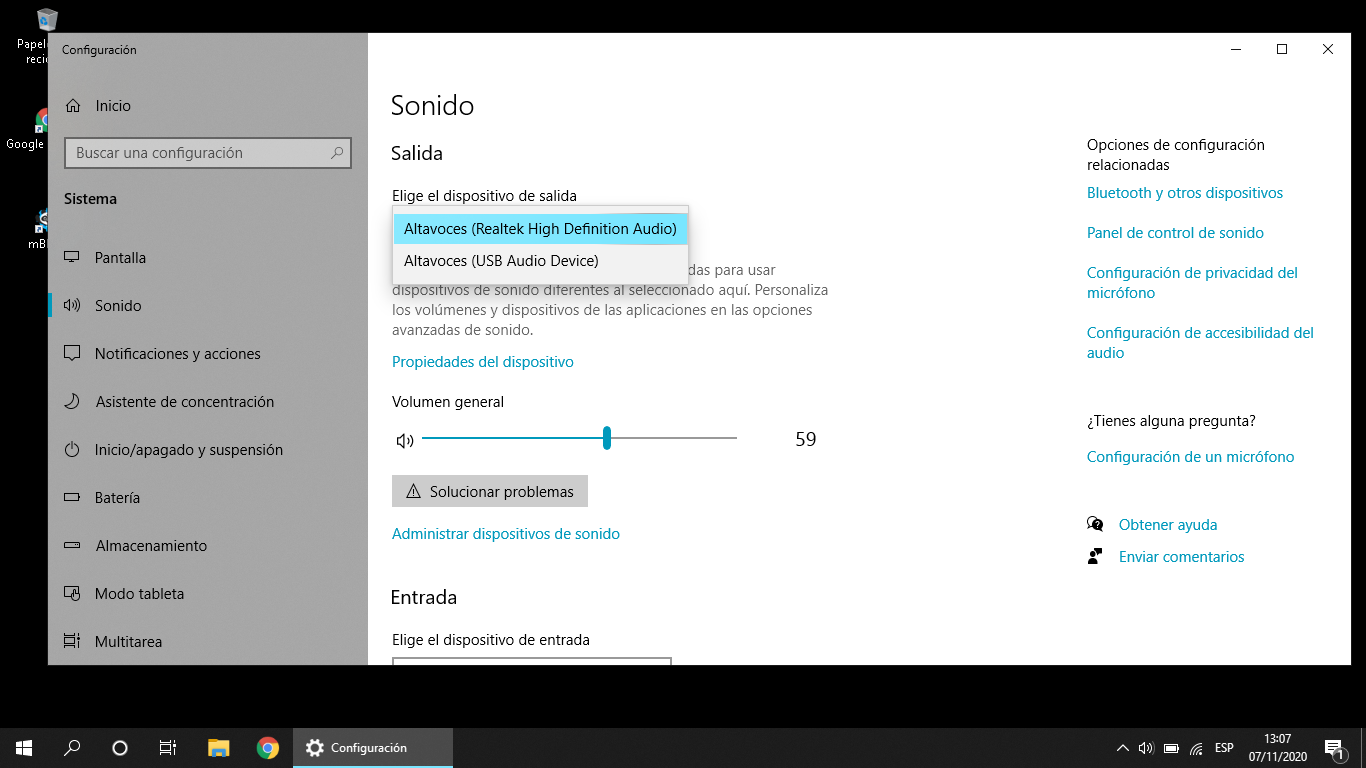 Configuración
Inicio
Buscar una configuración
Sistema
Pantalla
Sonido
Notificaciones y acciones
Asistente de concentración
Inicio/apagado y suspensión
Batería
Almacenamiento
Modo tableta
Multitarea
Sonido
Salida
Elige el dispositivo de salida
Altavoces (Realtek High Definition Audio)
Altavoces (USB Audio Device)
para usar
dispositivos de sonido diferentes al seleccionado aquí. Personaliza
los volúmenes y dispositivos de las aplicaciones en las opciones
avanzadas de sonido.
Propiedades del dispositivo
Volumen general
59
Solucionar problemas
Administrar dispositivos de sonido
Entrada
Elige el dispositivo de entrada
Opciones de configuración
relacionadas
Bluetooth y otros dispositivos
Panel de control de sonido
Configuración de privacidad del
micrófono
Configuración de accesibilidad del
audio
¿Tienes alguna pregunta?
Configuración de un micrófono
Obtener ayuda
Enviar comentarios
Google
Configuración
ESP
13:07
07/11/2020
1